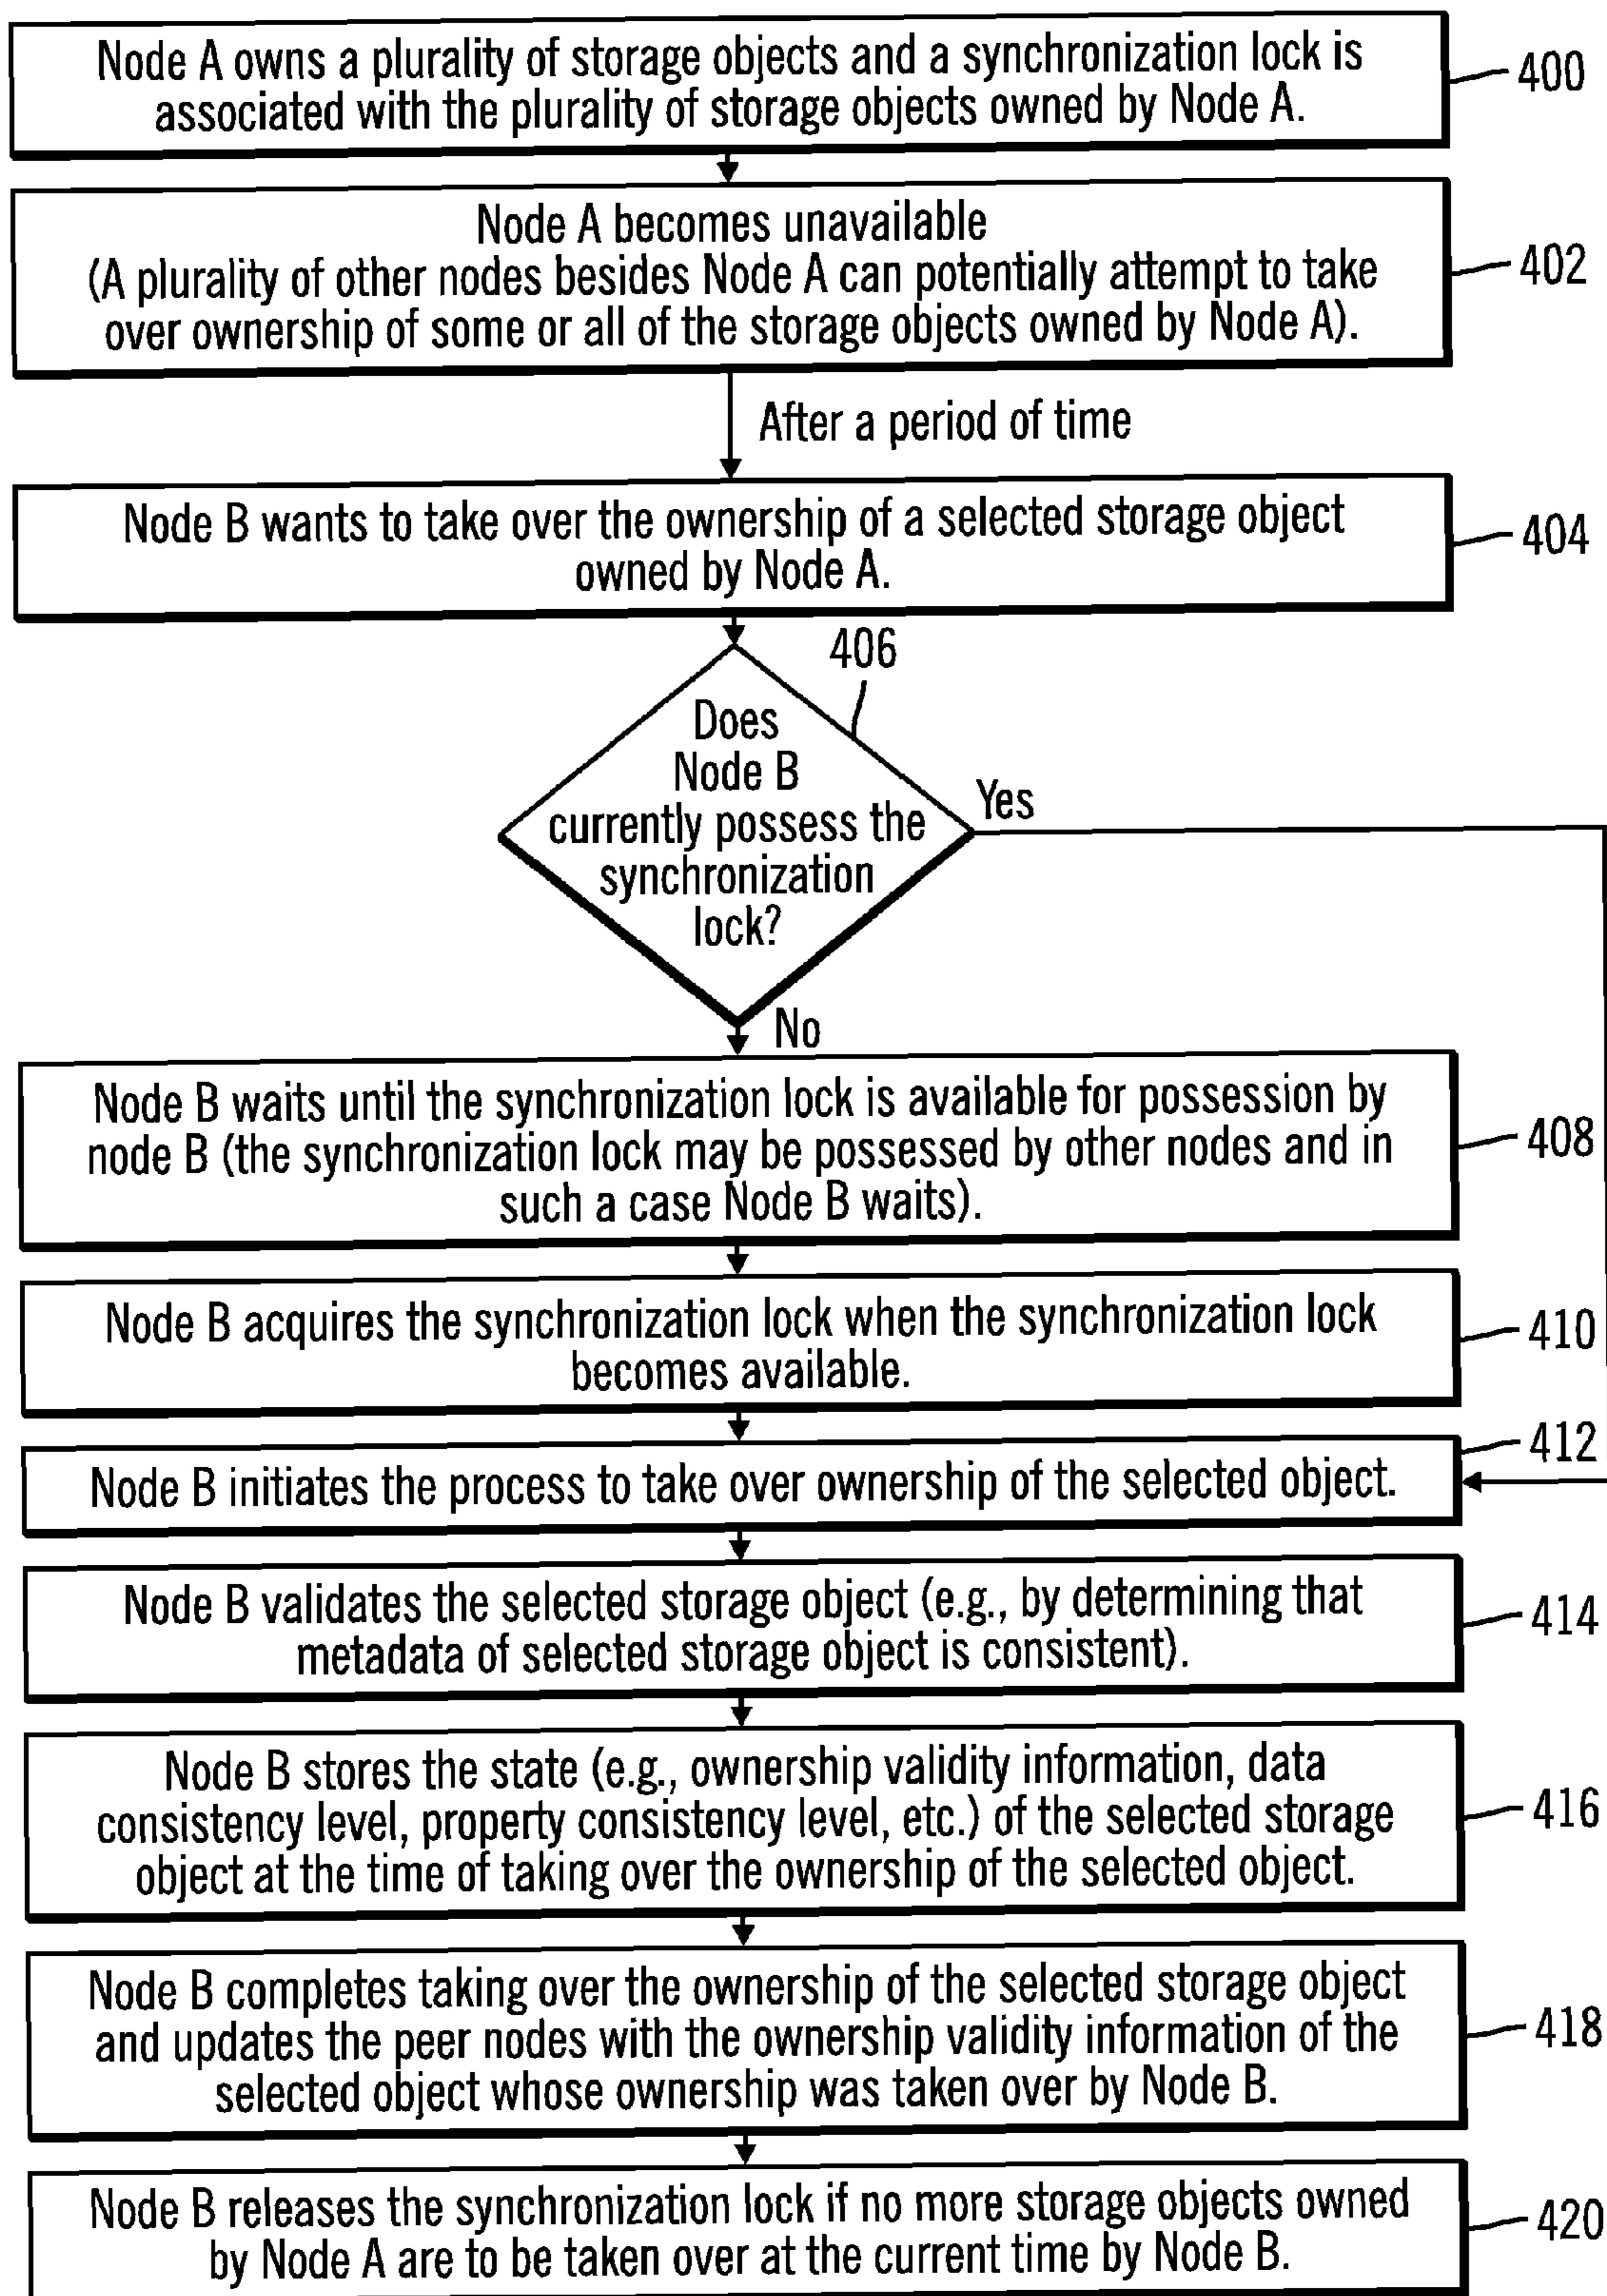 Node A owns a plurality of storage objects and a synchronization lock is
associated with the plurality of storage objects owned by Node A.
400
Node A becomes unavailable
(A plurality of other nodes besides Node A can potentially attempt to take
over ownership of some or all of the storage objects owned by Node A).
402
After a period of time
Node B wants to take over the ownership of a selected storage object
owned by Node A.
404
406
Does
Node B
currently possess the
synchronization
lock?
Yes
No
Node B waits until the synchronization lock is available for possession by
node B (the synchronization lock may be possessed by other nodes and in
such a case Node B waits).
408
Node B acquires the synchronization lock when the synchronization lock
becomes available.
410
412
Node B initiates the process to take over ownership of the selected object.
Node B validates the selected storage object (e.g., by determining that
metadata of selected storage object is consistent).
414
Node B stores the state (e.g., ownership validity information, data
consistency level, property consistency level, etc.) of the selected storage
object at the time of taking over the ownership of the selected object.
416
Node B completes taking over the ownership of the selected storage object
and updates the peer nodes with the ownership validity information of the
selected object whose ownership was taken over by Node B.
418
Node B releases the synchronization lock if no more storage objects owned
by Node A are to be taken over at the current time by Node B.
420